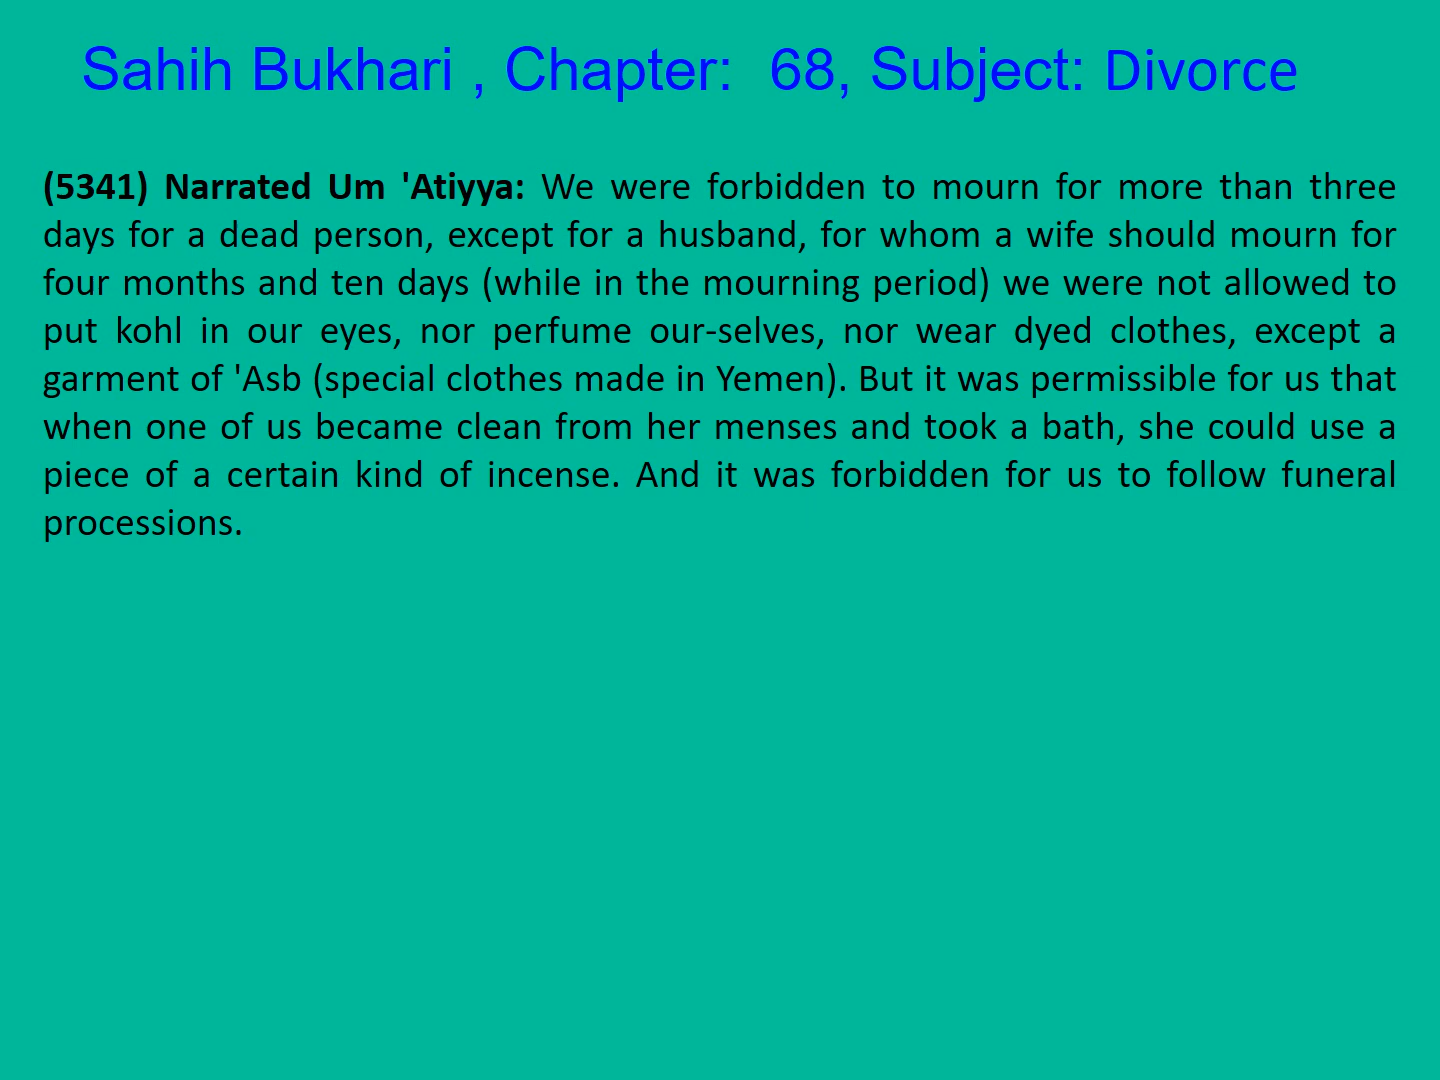 Sahih Bukhari , Chapter:  68, Subject: Divorce
(5341) Narrated Um 'Atiyya: We were forbidden to mourn for more than three
days for a dead person, except for a husband, for whom a wife should mourn for
four months and ten days (while in the mourning period) we were not allowed to
put kohl in our eyes, nor perfume our-selves, nor wear dyed clothes, except a
garment of 'Asb (special clothes made in Yemen). But it was permissible for us that
when one of us became clean from her menses and took a bath, she could use a
piece of a certain kind of incense. And it was forbidden for us to follow funeral
processions.